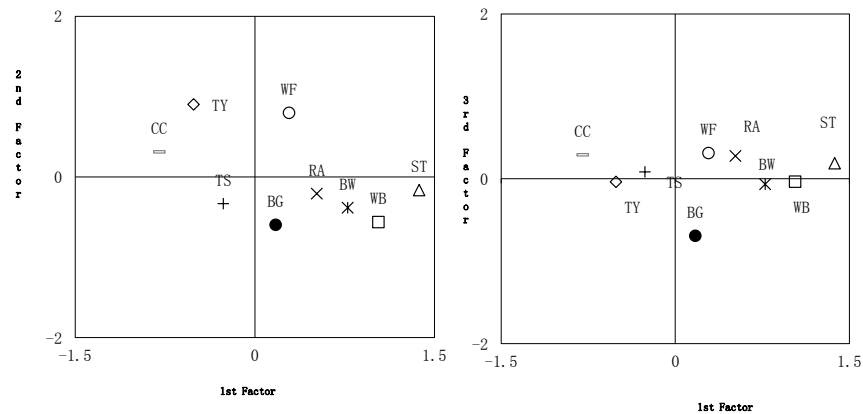 2
2nd Factor
WF
TY
CC
TS
RA
BW
ST
WB
BG
0
-2
-1.5
0
1.5
1st Factor
2
3rd Factor
ST
RA
WF
CC
BW
TS
TY
WB
BG
0
-2
-1.5
0
1.5
1st Factor